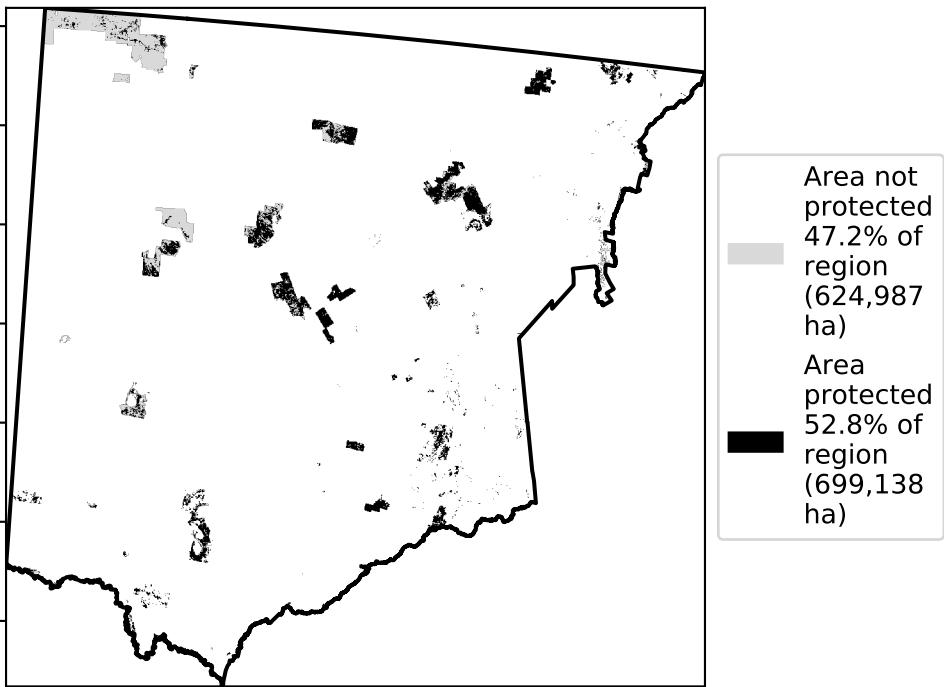 Area not
protected
47.2% of
region
(624,987
ha)
Area
protected
52.8% of
region
(699,138
ha)